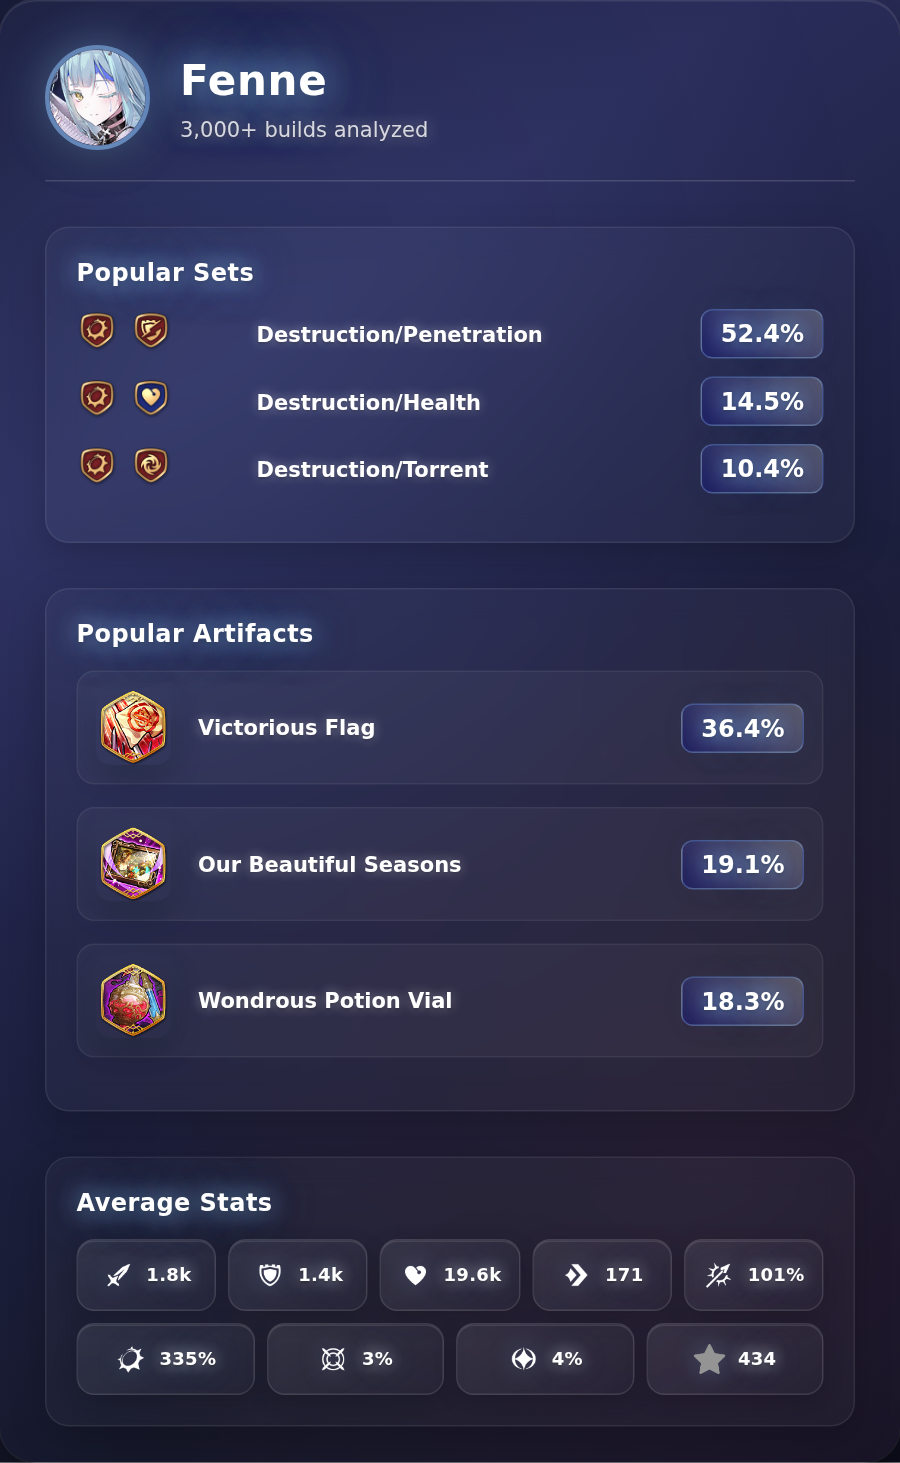 Fenne
3,000+ builds analyzed
Popular Sets
Destruction/Penetration 52.4%
Destruction/Health 14.5%
Destruction/Torrent 10.4%
Popular Artifacts
Victorious Flag 36.4%
Our Beautiful Seasons 19.1%
Wondrous Potion Vial 18.3%
Average Stats
1.8k 1.4k 19.6k 171 101%
335% 3% 4% 434